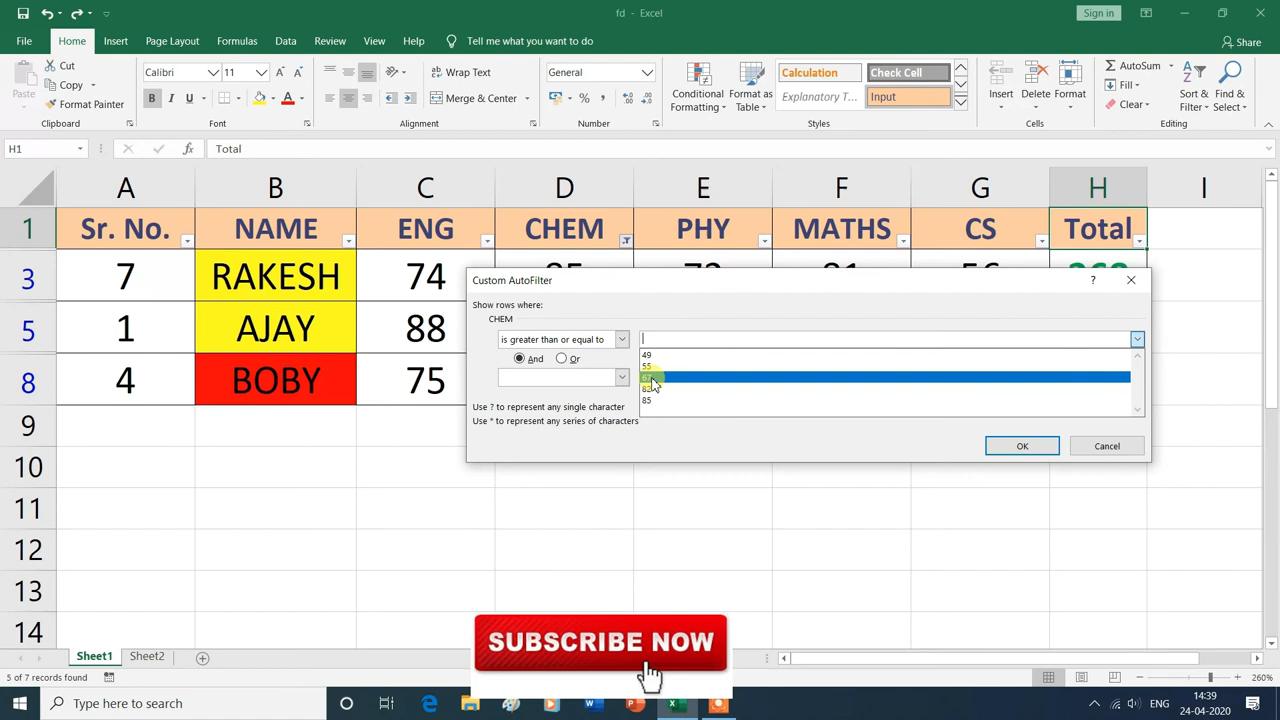 fd - Excel
Sign in
File Home Insert Page Layout Formulas Data Review View Help Tell me what you want to do Share
Cut
Copy
Format Painter
Paste
Calibri 11
B I U
Wrap Text
Merge & Center
General
Conditional Formatting
Format as Table
Calculation Check Cell
Explanatory T... Input
Insert Delete Format
AutoSum
Fill
Clear
Sort & Filter
Find & Select
Clipboard Font Alignment Number Styles Cells Editing
H1 fx Total
A B C D E F G H I
1 Sr. No. NAME ENG CHEM PHY MATHS CS Total
3 7 RAKESH 74
5 1 AJAY 88
8 4 BOBY 75
9
10
11
12
13
14
Custom AutoFilter ?
Show rows where:
CHEM
is greater than or equal to
And Or
49
55
85
Use ? to represent any single character
Use * to represent any series of characters
OK Cancel
SUBSCRIBE NOW
Sheet1 Sheet2
5 of 7 records found
260%
Type here to search
ENG
14:39
24-04-2020